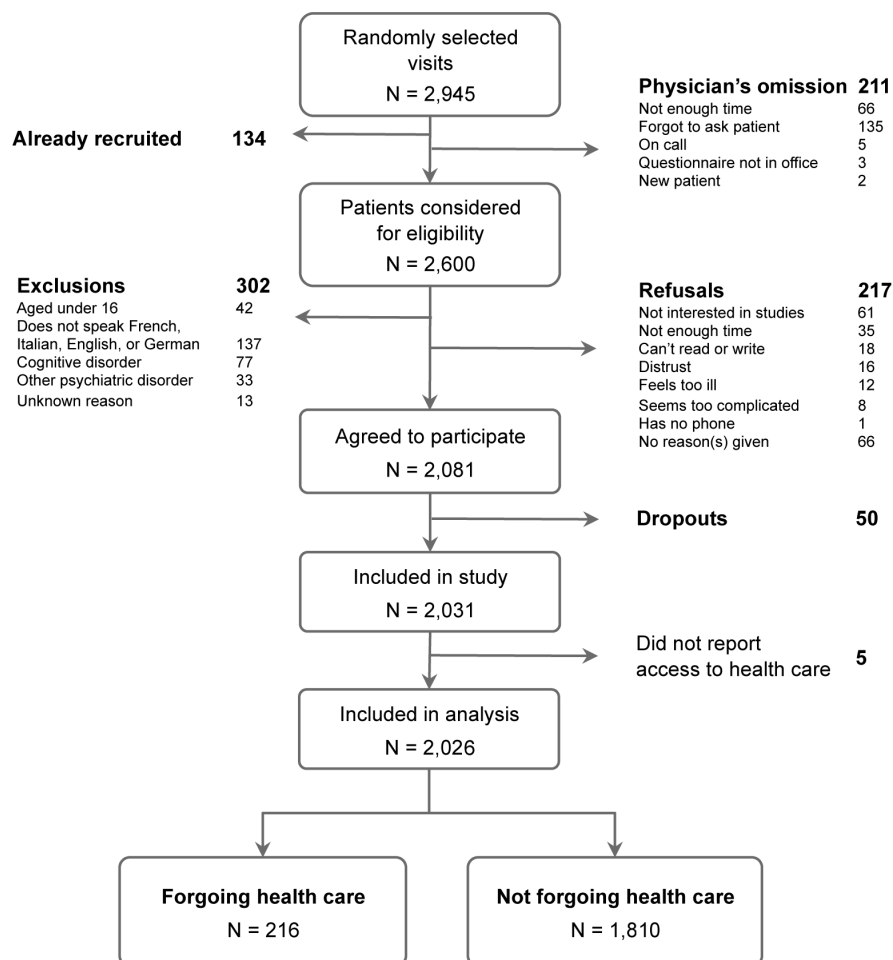 Randomly selected
visits
N = 2,945
Already recruited 134
Physician's omission 211
Not enough time 66
Forgot to ask patient 135
On call 5
Questionnaire not in office 3
New patient 2
Patients considered
for eligibility
N = 2,600
Exclusions 302
Aged under 16 42
Does not speak French,
Italian, English, or German 137
Cognitive disorder 77
Other psychiatric disorder 33
Unknown reason 13
Refusals 217
Not interested in studies 61
Not enough time 35
Can't read or write 18
Distrust 16
Feels too ill 12
Seems too complicated 8
Has no phone 1
No reason(s) given 66
Agreed to participate
N = 2,081
Dropouts 50
Included in study
N = 2,031
Did not report
access to health care 5
Included in analysis
N = 2,026
Forgoing health care
N = 216
Not forgoing health care
N = 1,810